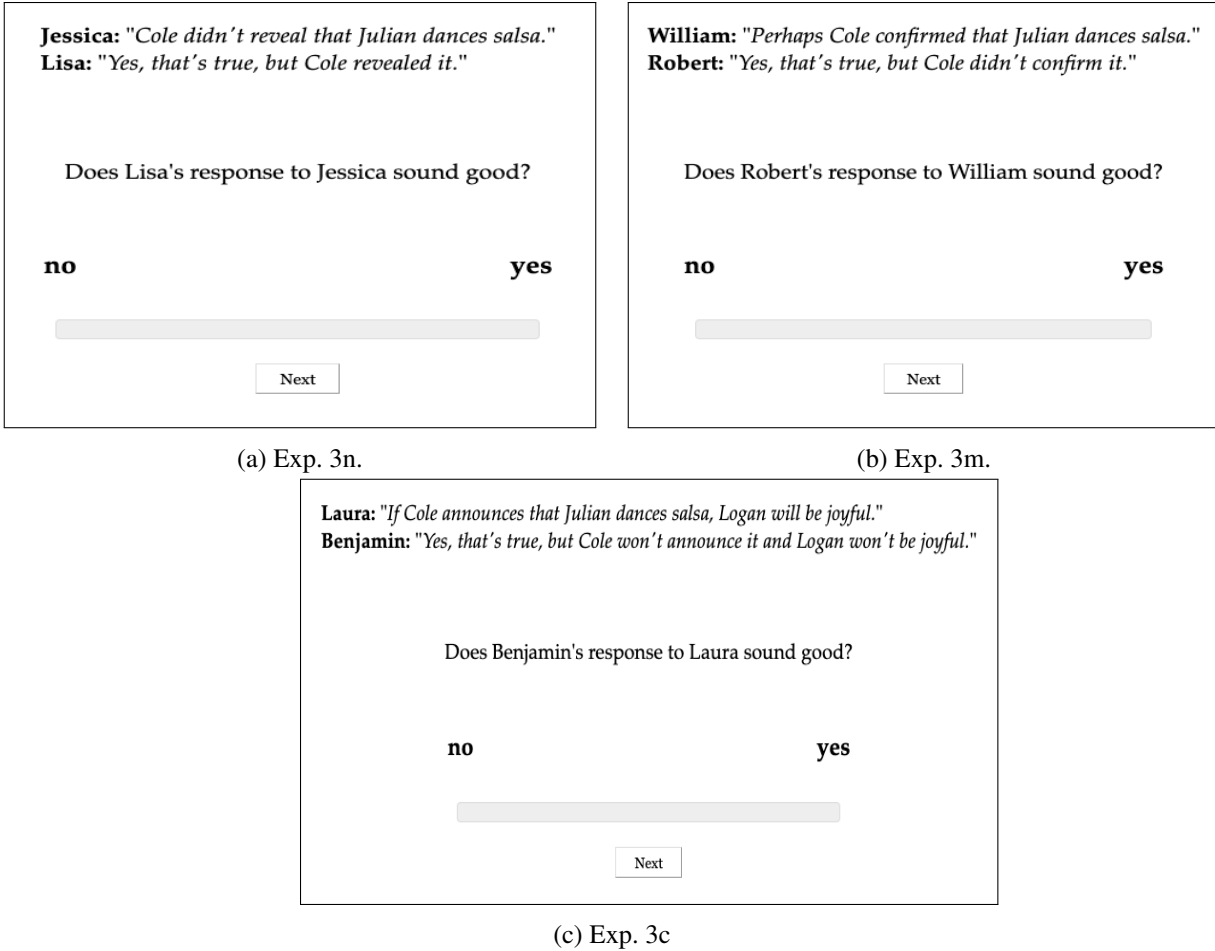 Jessica: "Cole didn't reveal that Julian dances salsa."
Lisa: "Yes, that's true, but Cole revealed it."
Does Lisa's response to Jessica sound good?
no yes
Next
(a) Exp. 3n.
William: "Perhaps Cole confirmed that Julian dances salsa."
Robert: "Yes, that's true, but Cole didn't confirm it."
Does Robert's response to William sound good?
no yes
Next
(b) Exp. 3m.
Laura: "If Cole announces that Julian dances salsa, Logan will be joyful."
Benjamin: "Yes, that's true, but Cole won't announce it and Logan won't be joyful."
Does Benjamin's response to Laura sound good?
no yes
Next
(c) Exp. 3c